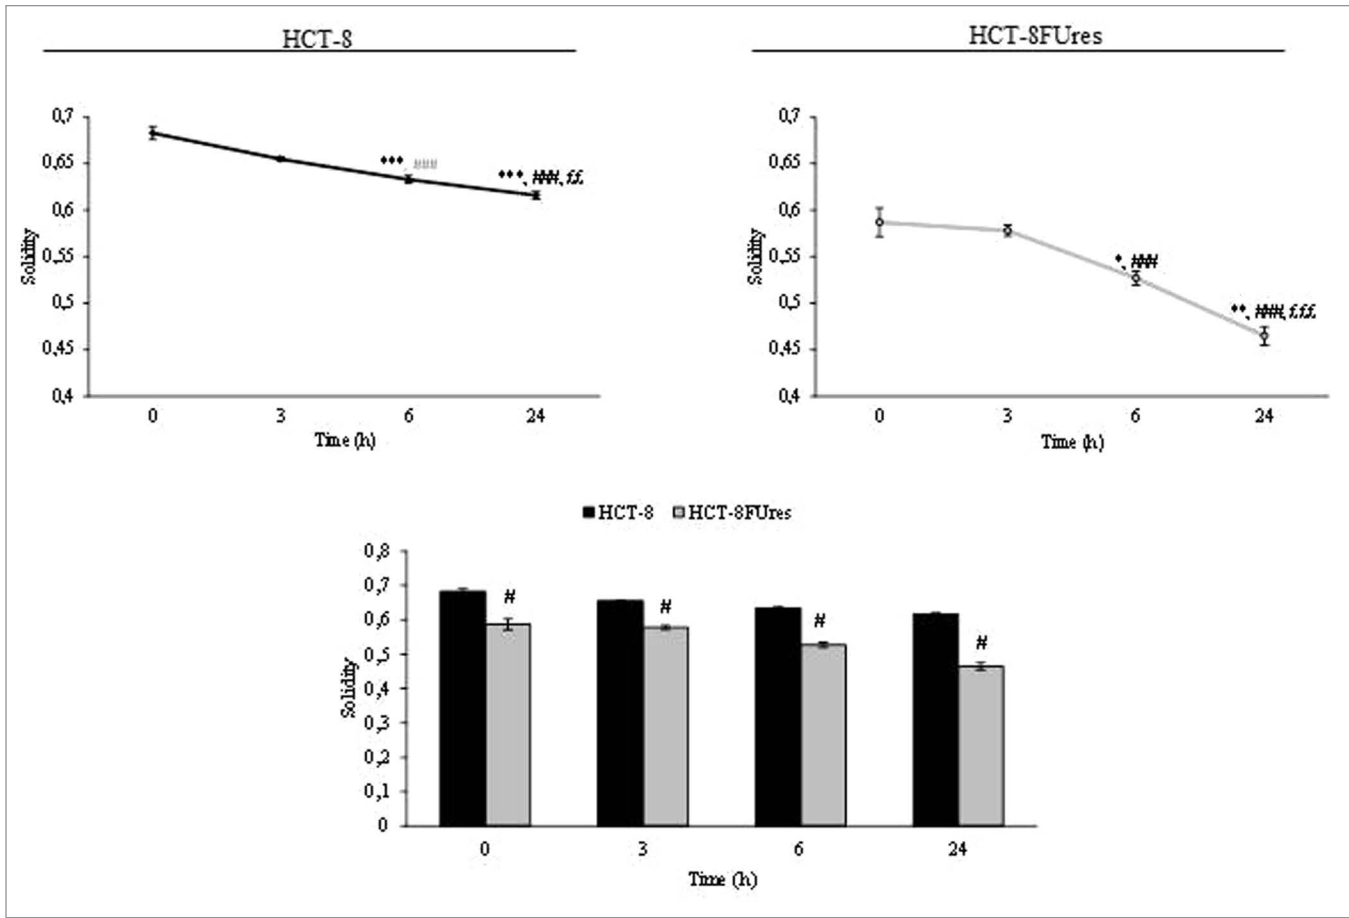 HCT-8
0,7
0,65
0,6
0,55
0,5
0,45
0,4
Solidity
***, ###
***, ###, ££
0 3 6 24
Time (h)
HCT-8FUres
0,7
0,65
0,6
0,55
0,5
0,45
0,4
Solidity
*, ###
**, ###, £££
0 3 6 24
Time (h)
HCT-8 HCT-8FUres
0,8
0,7
0,6
0,5
0,4
0,3
0,2
0,1
0
Solidity
# # # #
0 3 6 24
Time (h)